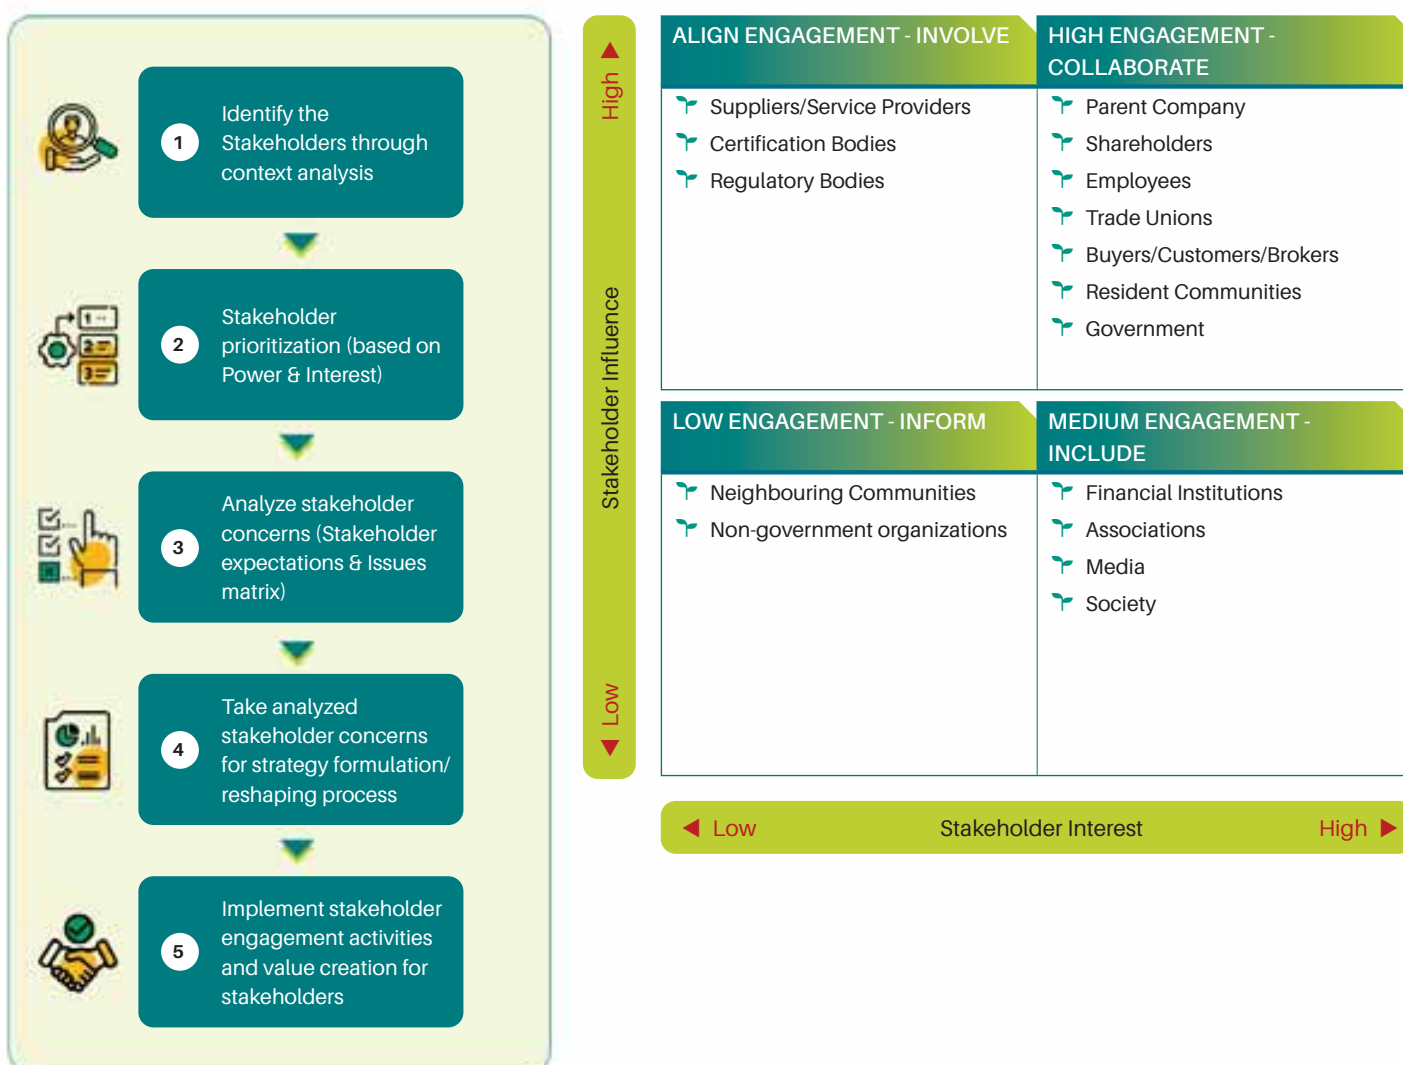 1
Identify the
Stakeholders through
context analysis
2
Stakeholder
prioritization (based on
Power & Interest)
3
Analyze stakeholder
concerns (Stakeholder
expectations & Issues
matrix)
4
Take analyzed
stakeholder concerns
for strategy formulation/
reshaping process
5
Implement stakeholder
engagement activities
and value creation for
stakeholders
High
Stakeholder Influence
Low
ALIGN ENGAGEMENT - INVOLVE
Suppliers/Service Providers
Certification Bodies
Regulatory Bodies
HIGH ENGAGEMENT -
COLLABORATE
Parent Company
Shareholders
Employees
Trade Unions
Buyers/Customers/Brokers
Resident Communities
Government
LOW ENGAGEMENT - INFORM
Neighbouring Communities
Non-government organizations
MEDIUM ENGAGEMENT -
INCLUDE
Financial Institutions
Associations
Media
Society
Low
Stakeholder Interest
High